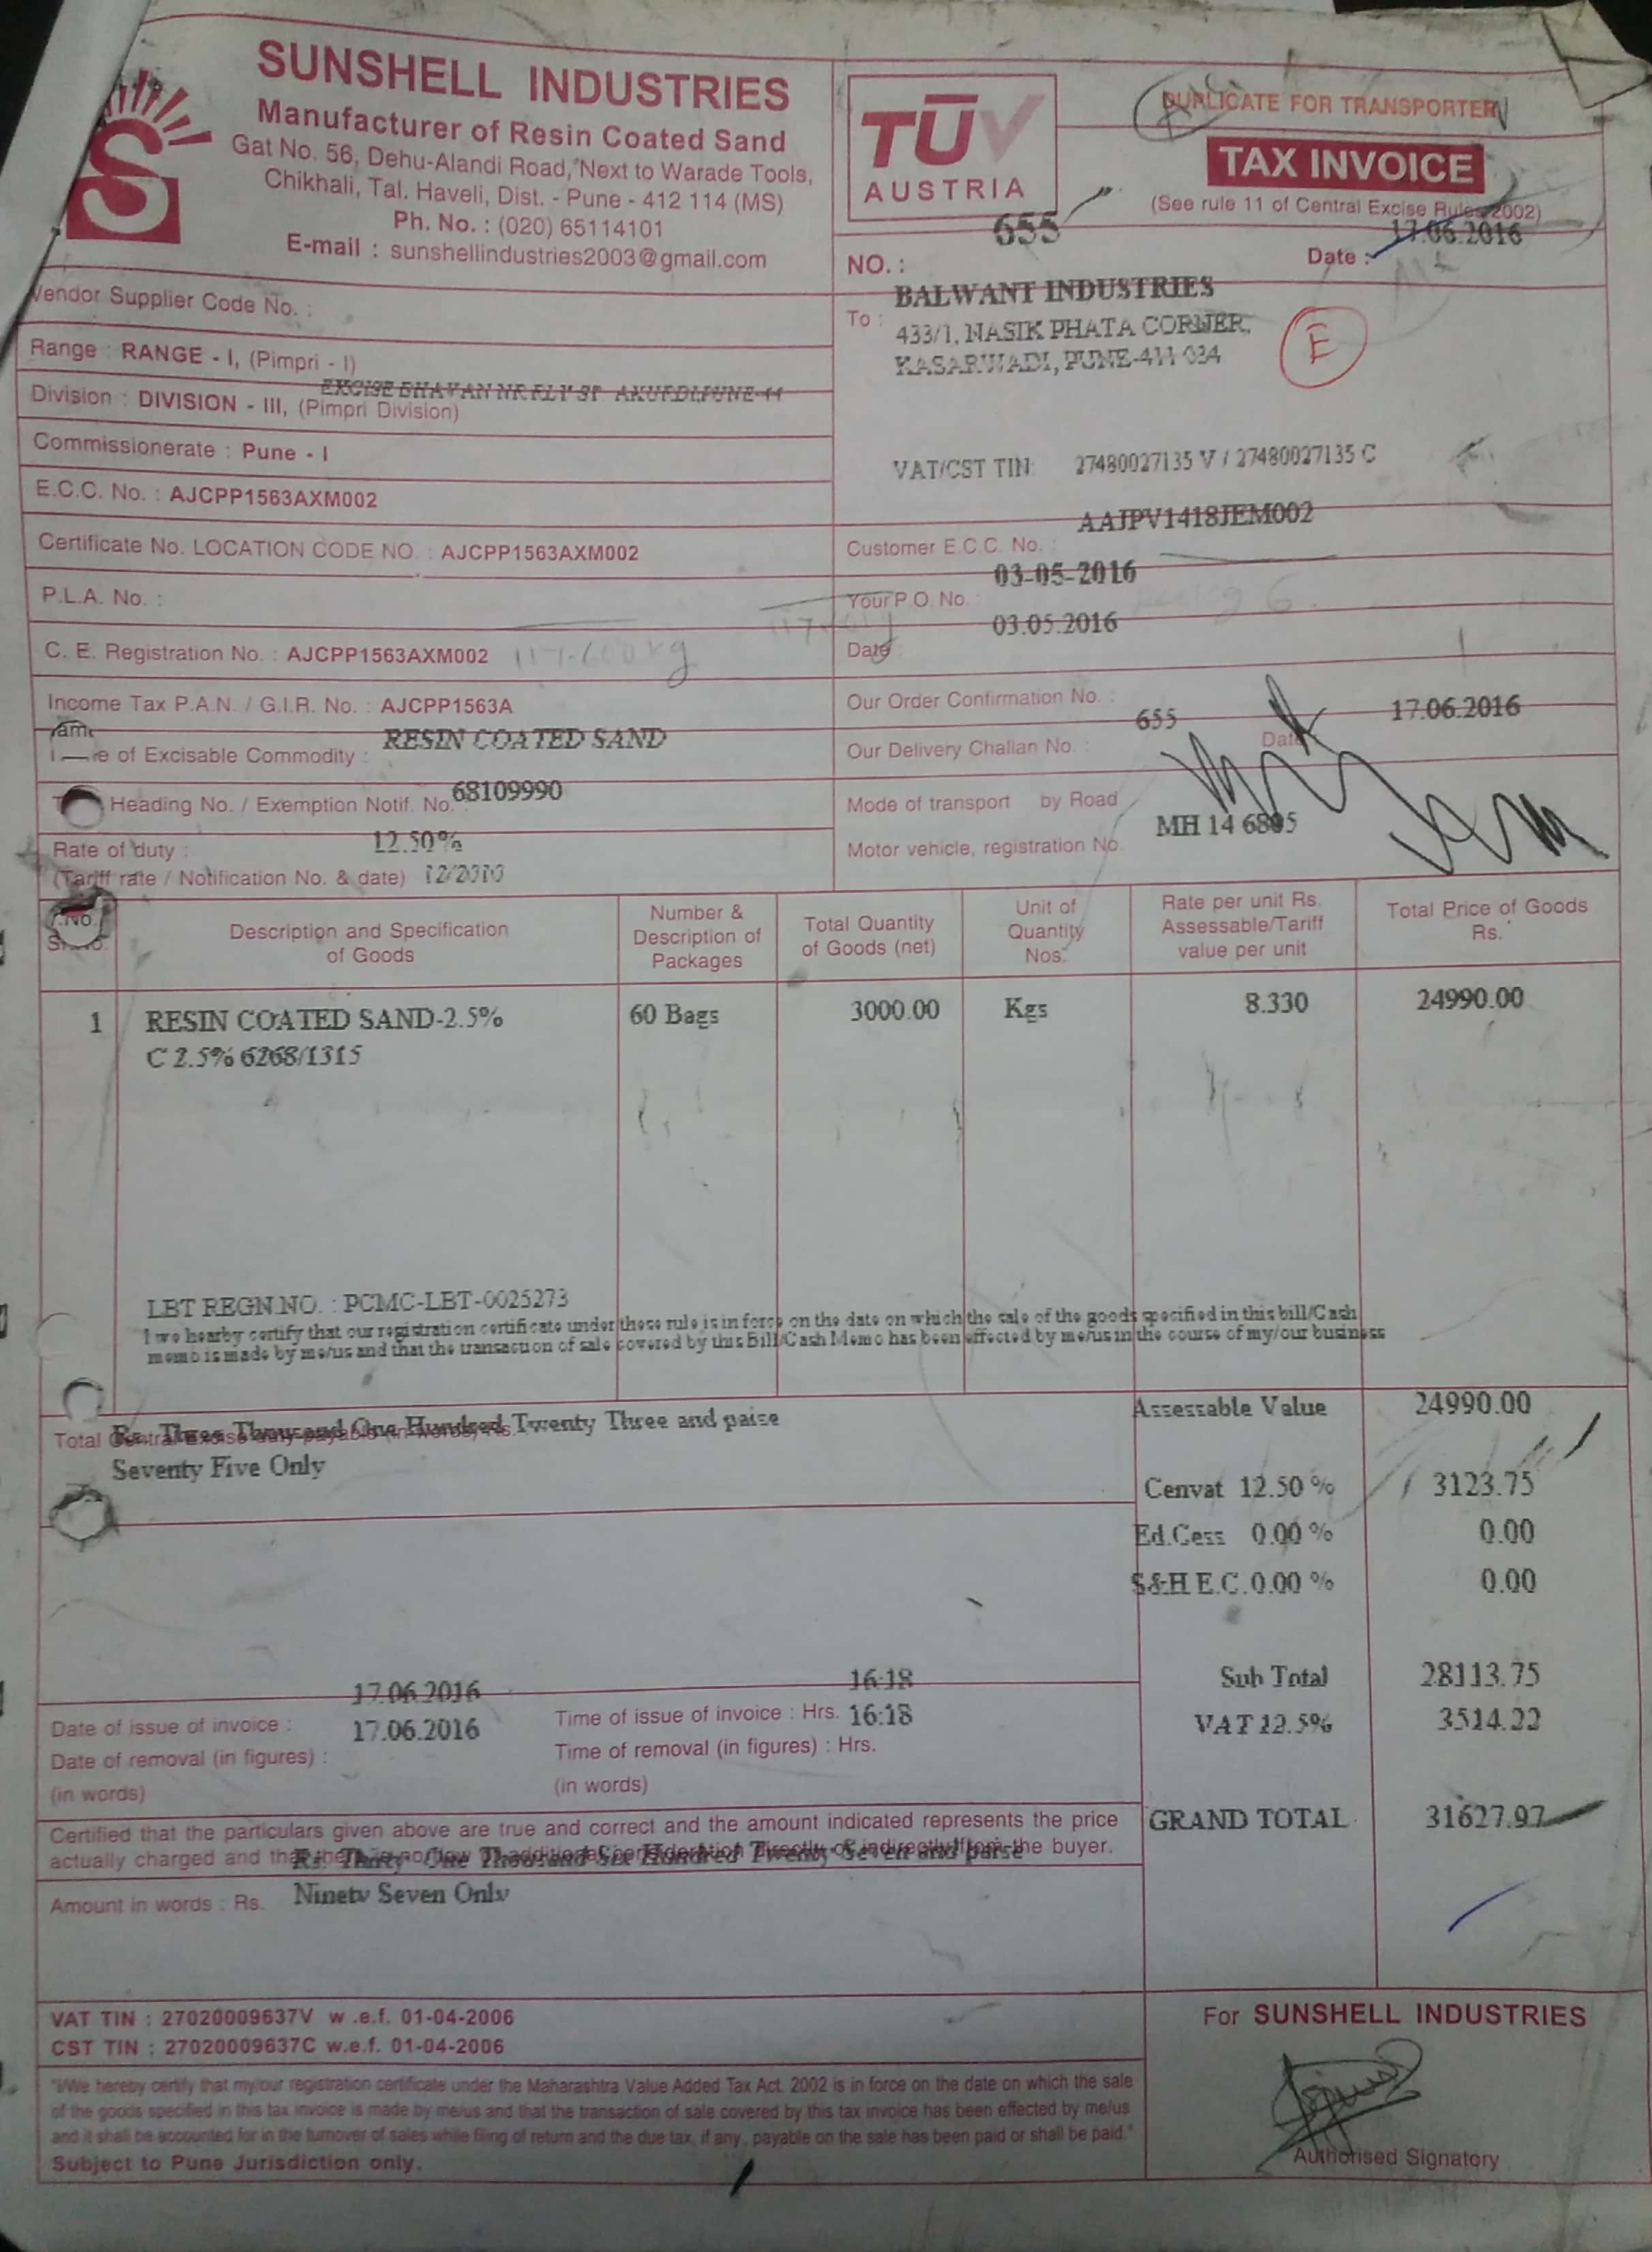 SUNSHELL INDUSTRIES
Manufacturer of Resin Coated Sand
Gat No. 56, Dehu-Alandi Road, Next to Warade Tools,
Chikhali, Tal. Haveli, Dist. - Pune - 412 114 (MS)
Ph. No. : (020) 65114101
E-mail : sunshellindustries2003@gmail.com
TÜV
AUSTRIA
DUPLICATE FOR TRANSPORTER
TAX INVOICE
(See rule 11 of Central Excise Rules 2002)
NO. : 655
Date : 17.06.2016
Vendor Supplier Code No. :
Range : RANGE - I, (Pimpri - I)
EXCISE BHAVAN NR RLY ST AKURDI PUNE-44
Division : DIVISION - III, (Pimpri Division)
Commissionerate : Pune - I
E.C.C. No. : AJCPP1563AXM002
Certificate No. LOCATION CODE NO. : AJCPP1563AXM002
P.L.A. No. :
C. E. Registration No. : AJCPP1563AXM002
117-600kg
Income Tax P.A.N. / G.I.R. No. : AJCPP1563A
of Excisable Commodity : RESIN COATED SAND
Heading No. / Exemption Notif. No. 68109990
Rate of duty : 12.50%
(Tariff rate / Notification No. & date) 12/2010
To : BALWANT INDUSTRIES
433/1, NASIK PHATA CORNER,
KASARWADI, PUNE-411 034
E
VAT/CST TIN: 27480027135 V / 27480027135 C
Customer E.C.C. No. : AAJPV1418JEM002
Your P.O. No. : 03-05-2016
Date : 03.05.2016
Our Order Confirmation No. :
Our Delivery Challan No. : 655 Date 17.06.2016
Mode of transport by Road
Motor vehicle, registration No. MH 14 6805
Sr. No. Description and Specification of Goods Number & Description of Packages Total Quantity of Goods (net) Unit of Quantity Nos. Rate per unit Rs. Assessable/Tariff value per unit Total Price of Goods Rs.
1 RESIN COATED SAND-2.5% 60 Bags 3000.00 Kgs 8.330 24990.00
C 2.5% 6268/1315
LBT REGN.NO. : PCMC-LBT-0025273
I we hearby certify that our registration certificate under these rule is in force on the date on which the sale of the goods specified in this bill/Cash
memo is made by me/us and that the transaction of sale covered by this Bill/Cash Memo has been effected by me/us in the course of my/our business
Total Central Excise duty payable (in words) Rs. Rs. Three Thousand One Hundred Twenty Three and paise
Seventy Five Only
Assessable Value 24990.00
Cenvat 12.50 % 3123.75
Ed.Cess 0.00 % 0.00
S&H E.C. 0.00 % 0.00
Sub Total 28113.75
VAT 12.5% 3514.22
GRAND TOTAL 31627.97
Date of issue of invoice : 17.06.2016 Time of issue of invoice : Hrs. 16:18
Date of removal (in figures) : 17.06.2016 Time of removal (in figures) : Hrs. 16:18
(in words) (in words)
Certified that the particulars given above are true and correct and the amount indicated represents the price
actually charged and that there is no flow of additional consideration directly or indirectly from the buyer.
Rs. Thirty One Thousand Six Hundred Twenty Seven and paise
Amount in words : Rs. Ninety Seven Only
VAT TIN : 27020009637V w .e.f. 01-04-2006
CST TIN : 27020009637C w.e.f. 01-04-2006
"I/We hereby certify that my/our registration certificate under the Maharashtra Value Added Tax Act. 2002 is in force on the date on which the sale
of the goods specified in this tax invoice is made by me/us and that the transaction of sale covered by this tax invoice has been effected by me/us
and it shall be accounted for in the turnover of sales while filing of return and the due tax, if any, payable on the sale has been paid or shall be paid."
Subject to Pune Jurisdiction only.
For SUNSHELL INDUSTRIES
Authorised Signatory